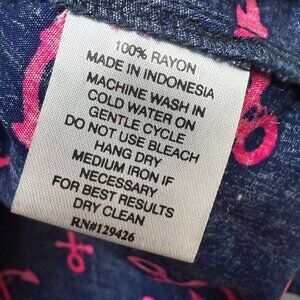 100% RAYON
MADE IN INDONESIA
MACHINE WASH IN
COLD WATER ON
GENTLE CYCLE
DO NOT USE BLEACH
HANG DRY
MEDIUM IRON IF
NECESSARY
FOR BEST RESULTS
DRY CLEAN
RN#129426